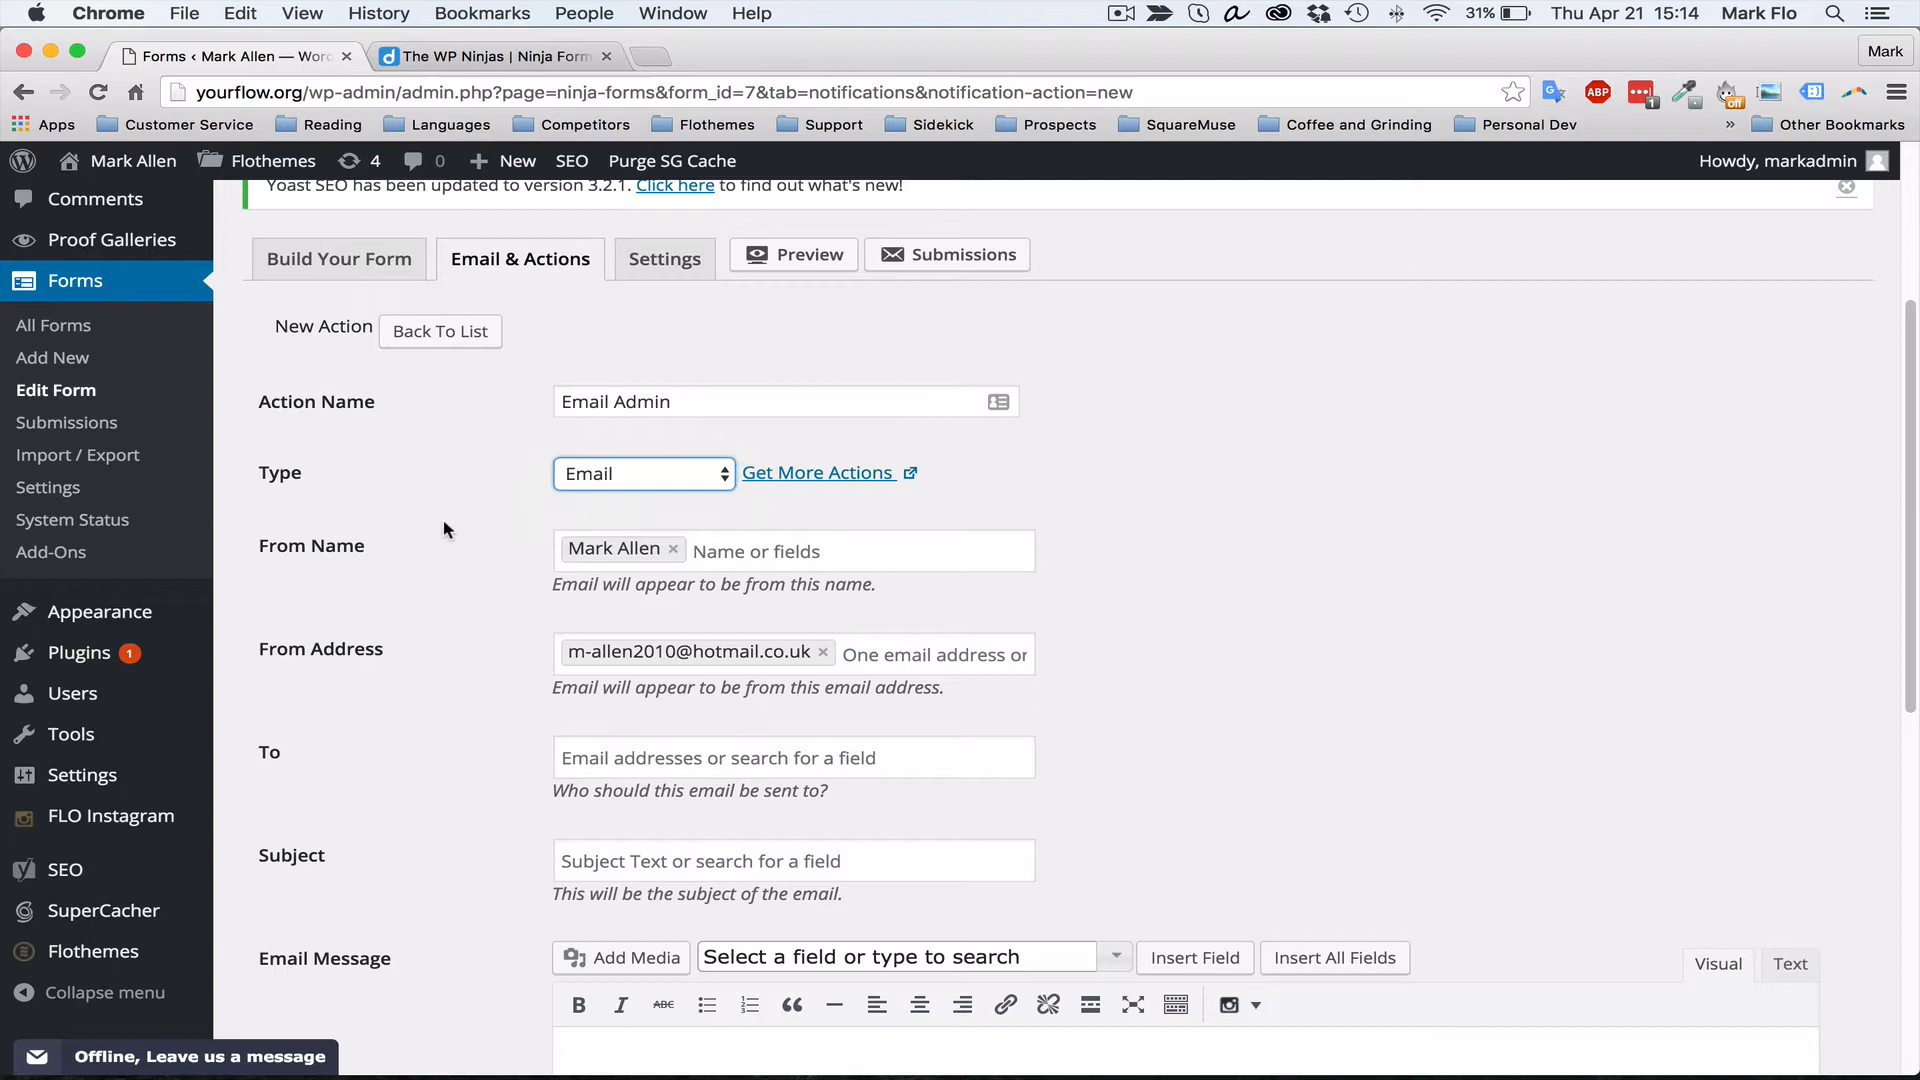 Chrome File Edit View History Bookmarks People Window Help 31% Thu Apr 21 15:14 Mark Flo
Forms ‹ Mark Allen — Word The WP Ninjas | Ninja Form Mark
yourflow.org/wp-admin/admin.php?page=ninja-forms&form_id=7&tab=notifications&notification-action=new ABP 1 off
Apps Customer Service Reading Languages Competitors Flothemes Support Sidekick Prospects SquareMuse Coffee and Grinding Personal Dev » Other Bookmarks
Mark Allen Flothemes 4 0 New SEO Purge SG Cache Howdy, markadmin
Yoast SEO has been updated to version 3.2.1. Click here to find out what's new!
Comments
Proof Galleries
Forms
All Forms
Add New
Edit Form
Submissions
Import / Export
Settings
System Status
Add-Ons
Appearance
Plugins 1
Users
Tools
Settings
FLO Instagram
SEO
SuperCacher
Flothemes
Collapse menu
Offline, Leave us a message
Build Your Form Email & Actions Settings Preview Submissions
New Action Back To List
Action Name Email Admin
Type Email Get More Actions
From Name Mark Allen × Name or fields
Email will appear to be from this name.
From Address m-allen2010@hotmail.co.uk × One email address or
Email will appear to be from this email address.
To Email addresses or search for a field
Who should this email be sent to?
Subject Subject Text or search for a field
This will be the subject of the email.
Email Message Add Media Select a field or type to search Insert Field Insert All Fields Visual Text
B I ABC